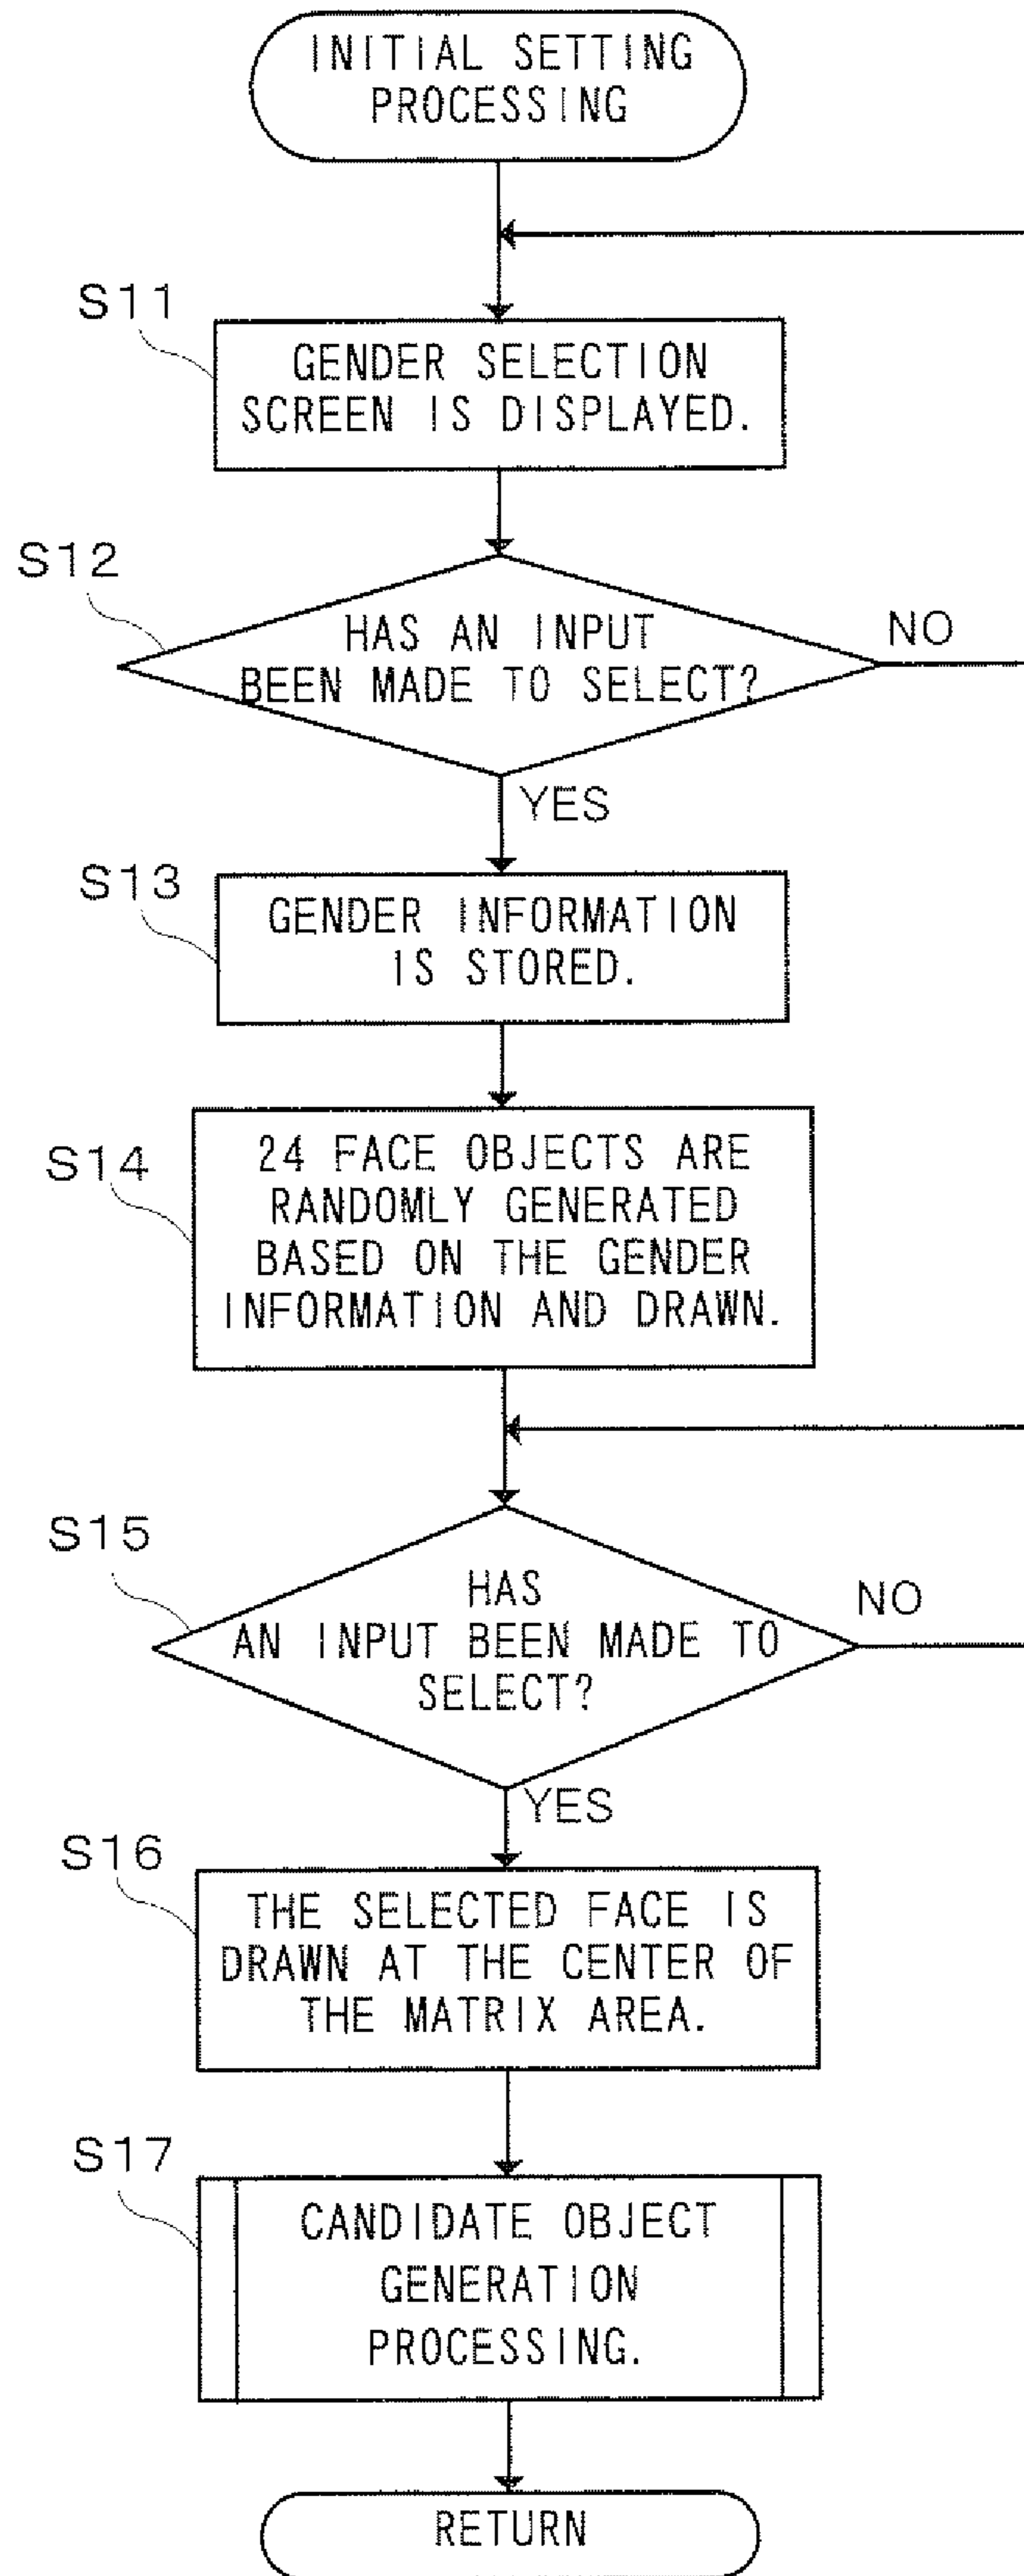 INITIAL SETTING
PROCESSING
S11
GENDER SELECTION
SCREEN IS DISPLAYED.
S12
HAS AN INPUT
BEEN MADE TO SELECT?
NO
YES
S13
GENDER INFORMATION
IS STORED.
S14
24 FACE OBJECTS ARE
RANDOMLY GENERATED
BASED ON THE GENDER
INFORMATION AND DRAWN.
S15
HAS
AN INPUT BEEN MADE TO
SELECT?
NO
YES
S16
THE SELECTED FACE IS
DRAWN AT THE CENTER OF
THE MATRIX AREA.
S17
CANDIDATE OBJECT
GENERATION
PROCESSING.
RETURN